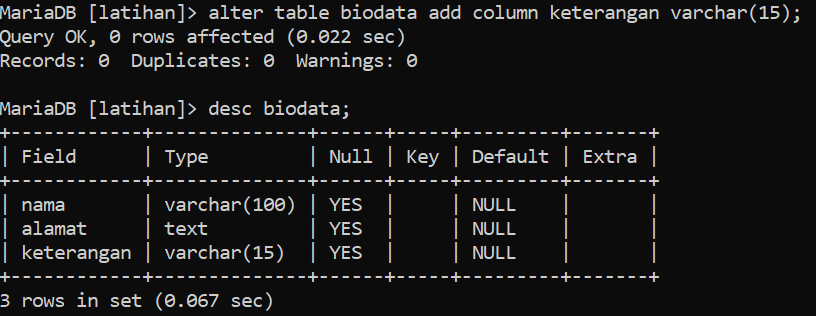 MariaDB [latihan]> alter table biodata add column keterangan varchar(15);
Query OK, 0 rows affected (0.022 sec)
Records: 0  Duplicates: 0  Warnings: 0

MariaDB [latihan]> desc biodata;
+------------+--------------+------+-----+---------+-------+
| Field      | Type         | Null | Key | Default | Extra |
+------------+--------------+------+-----+---------+-------+
| nama       | varchar(100) | YES  |     | NULL    |       |
| alamat     | text         | YES  |     | NULL    |       |
| keterangan | varchar(15)  | YES  |     | NULL    |       |
+------------+--------------+------+-----+---------+-------+
3 rows in set (0.067 sec)